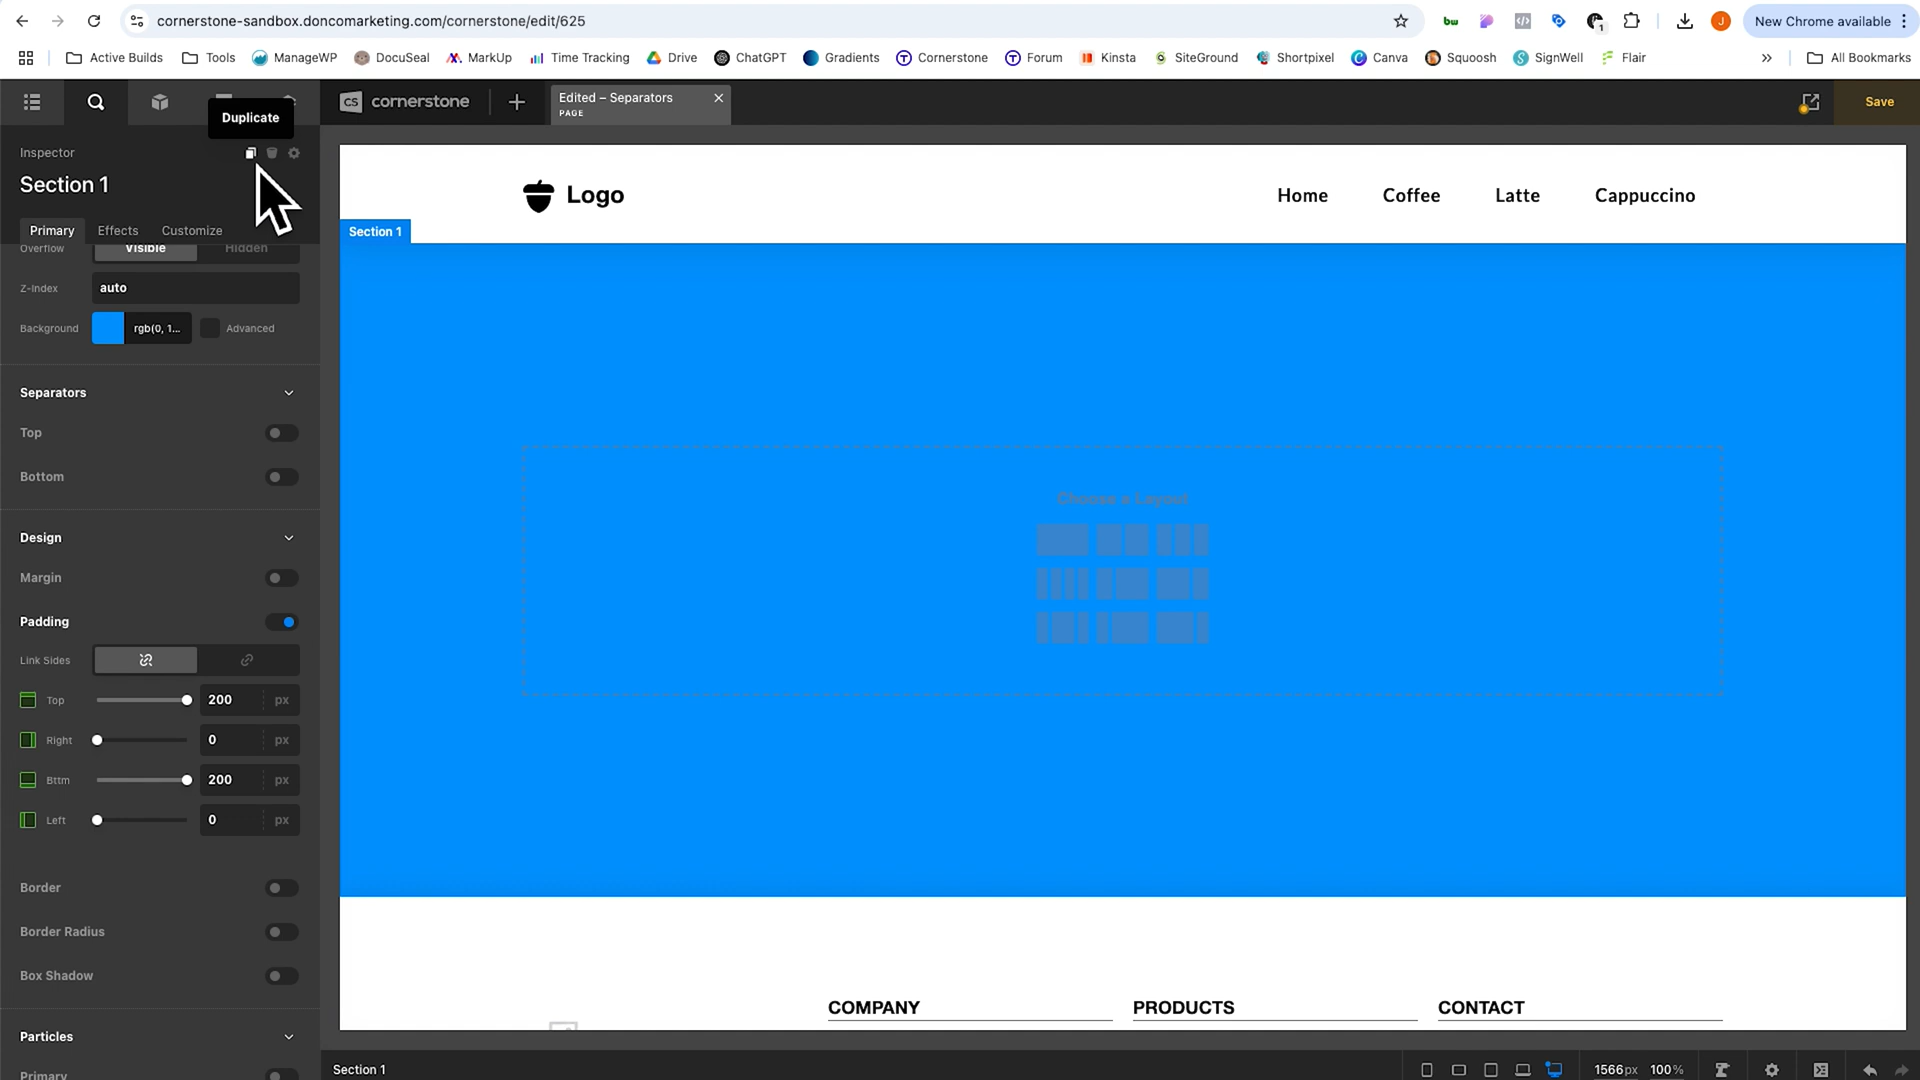 cornerstone-sandbox.doncomarketing.com/cornerstone/edit/625
New Chrome available
Active Builds
Tools
ManageWP
DocuSeal
MarkUp
Time Tracking
Drive
ChatGPT
Gradients
Cornerstone
Forum
Kinsta
SiteGround
Shortpixel
Canva
Squoosh
SignWell
Flair
All Bookmarks
cs cornerstone
Edited – Separators
PAGE
Save
Duplicate
Inspector
Section 1
Primary
Effects
Customize
Overflow
Visible
Hidden
Z-Index
auto
Background
rgb(0, 1...
Advanced
Separators
Top
Bottom
Design
Margin
Padding
Link Sides
Top
200
px
Right
0
px
Bttm
200
px
Left
0
px
Border
Border Radius
Box Shadow
Particles
Primary
Logo
Home
Coffee
Latte
Cappuccino
Section 1
Choose a Layout
COMPANY
PRODUCTS
CONTACT
Section 1
1566px
100%